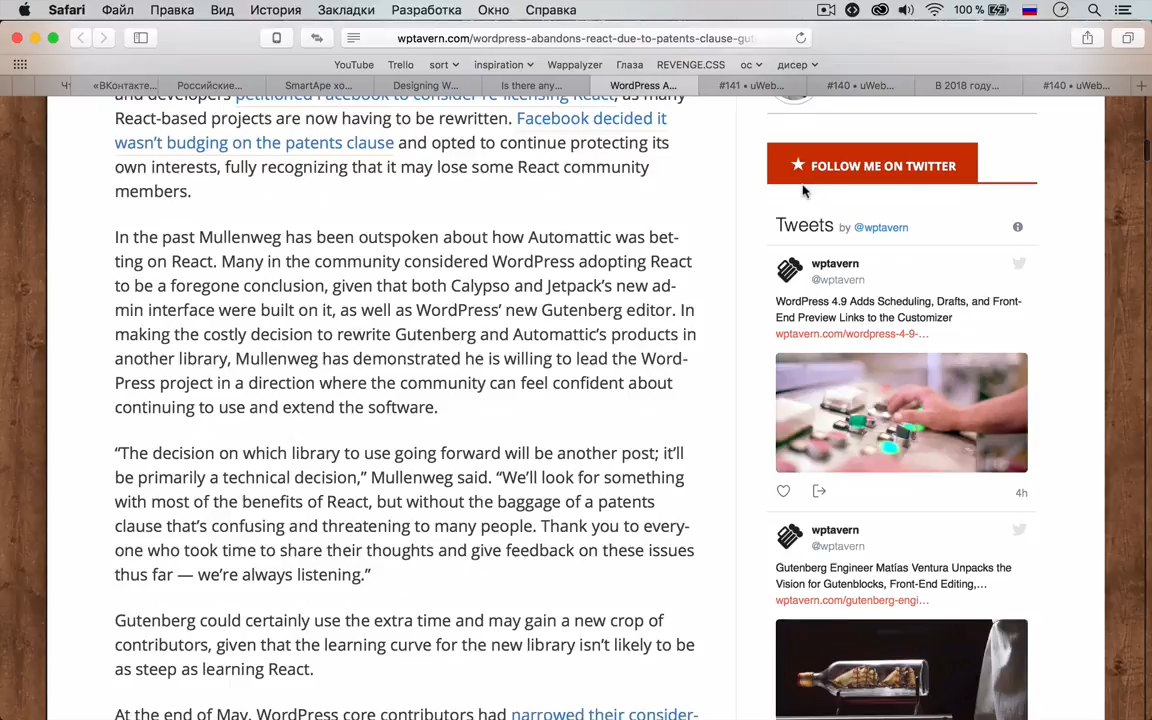 Safari Файл Правка Вид История Закладки Разработка Окно Справка 100 %
wptavern.com/wordpress-abandons-react-due-to-patents-clause-gut
YouTube Trello sort inspiration Wappalyzer Глаза REVENGE.CSS ос дисер
«ВКонтакте... Российские... SmartApe хо... Designing W... Is there any... WordPress A... #141 • uWeb... #140 • uWeb... В 2018 году... #140 • uWeb...
and developers petitioned Facebook to consider re-licensing React, as many
React-based projects are now having to be rewritten. Facebook decided it
wasn't budging on the patents clause and opted to continue protecting its
own interests, fully recognizing that it may lose some React community
members.
In the past Mullenweg has been outspoken about how Automattic was bet-
ting on React. Many in the community considered WordPress adopting React
to be a foregone conclusion, given that both Calypso and Jetpack's new ad-
min interface were built on it, as well as WordPress' new Gutenberg editor. In
making the costly decision to rewrite Gutenberg and Automattic's products in
another library, Mullenweg has demonstrated he is willing to lead the Word-
Press project in a direction where the community can feel confident about
continuing to use and extend the software.
“The decision on which library to use going forward will be another post; it'll
be primarily a technical decision,” Mullenweg said. “We'll look for something
with most of the benefits of React, but without the baggage of a patents
clause that's confusing and threatening to many people. Thank you to every-
one who took time to share their thoughts and give feedback on these issues
thus far — we're always listening.”
Gutenberg could certainly use the extra time and may gain a new crop of
contributors, given that the learning curve for the new library isn't likely to be
as steep as learning React.
At the end of May, WordPress core contributors had narrowed their consider-
FOLLOW ME ON TWITTER
Tweets by @wptavern
wptavern
@wptavern
WordPress 4.9 Adds Scheduling, Drafts, and Front-
End Preview Links to the Customizer
wptavern.com/wordpress-4-9-…
4h
wptavern
@wptavern
Gutenberg Engineer Matías Ventura Unpacks the
Vision for Gutenblocks, Front-End Editing,…
wptavern.com/gutenberg-engi…